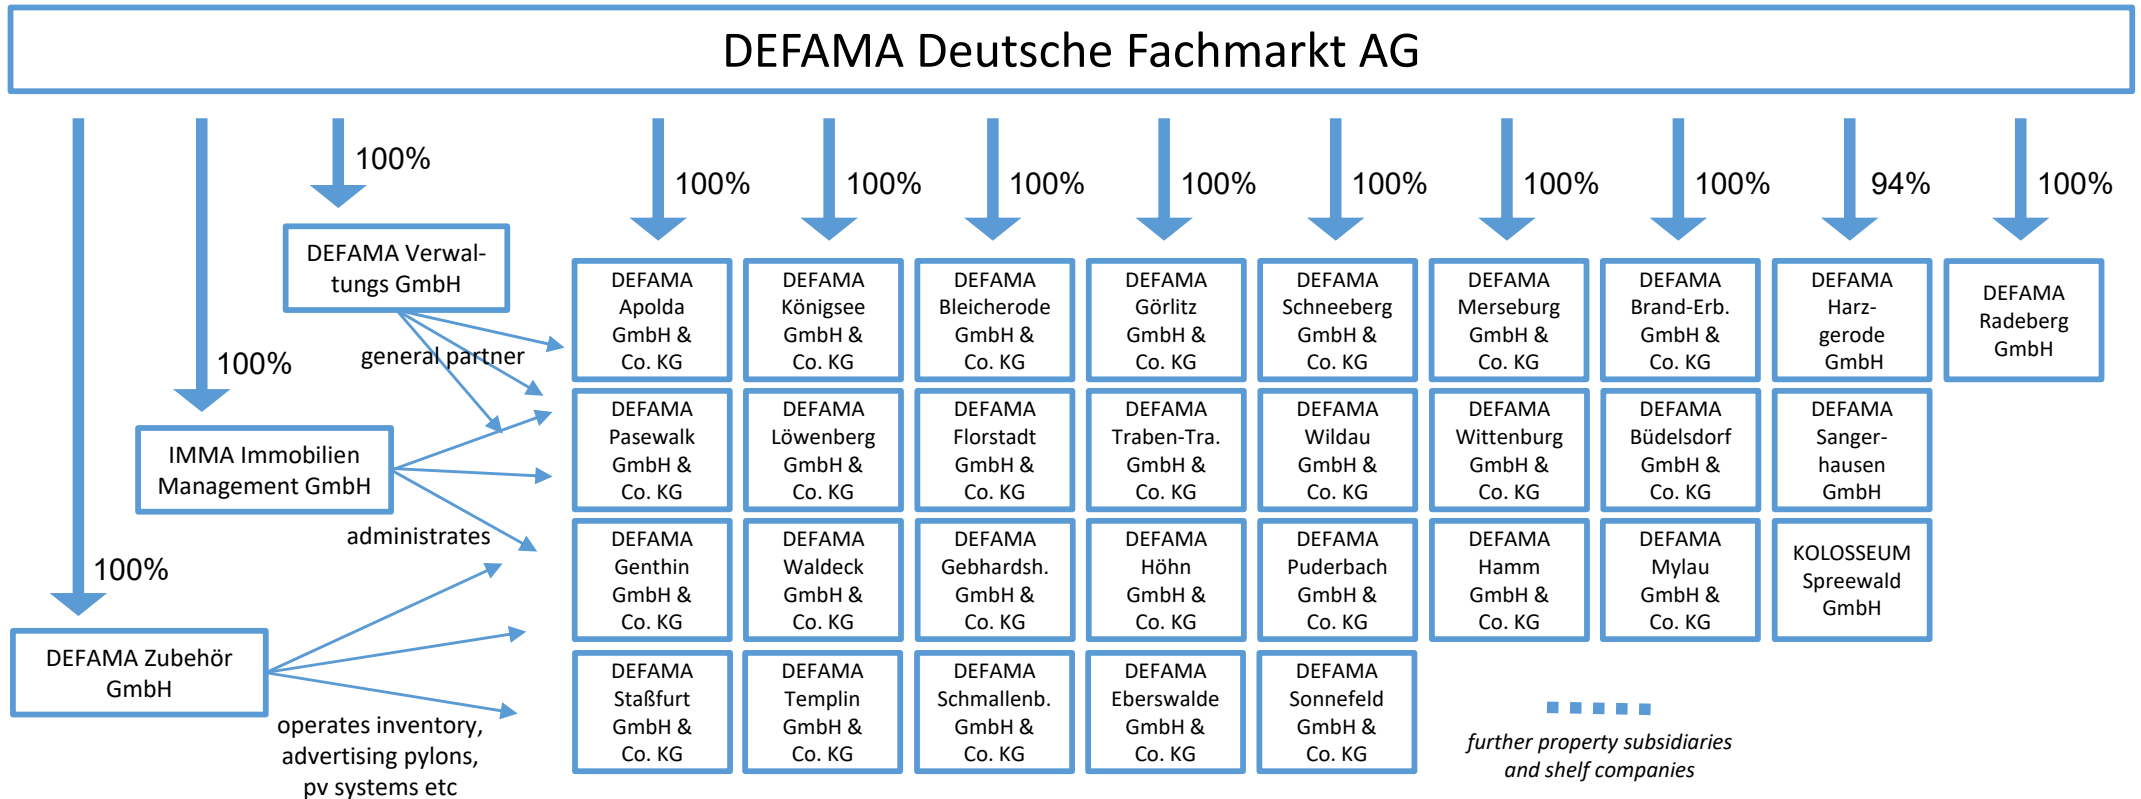 DEFAMA Deutsche Fachmarkt AG
100%
100%
100%
100%
100%
100%
100%
100%
94%
100%
DEFAMA Verwal-
tungs GmbH
general partner
100%
IMMA Immobilien
Management GmbH
administrates
100%
DEFAMA Zubehör
GmbH
operates inventory,
advertising pylons,
pv systems etc
DEFAMA
Apolda
GmbH &
Co. KG
DEFAMA
Königsee
GmbH &
Co. KG
DEFAMA
Bleicherode
GmbH &
Co. KG
DEFAMA
Görlitz
GmbH &
Co. KG
DEFAMA
Schneeberg
GmbH &
Co. KG
DEFAMA
Merseburg
GmbH &
Co. KG
DEFAMA
Brand-Erb.
GmbH &
Co. KG
DEFAMA
Harz-
gerode
GmbH
DEFAMA
Radeberg
GmbH
DEFAMA
Pasewalk
GmbH &
Co. KG
DEFAMA
Löwenberg
GmbH &
Co. KG
DEFAMA
Florstadt
GmbH &
Co. KG
DEFAMA
Traben-Tra.
GmbH &
Co. KG
DEFAMA
Wildau
GmbH &
Co. KG
DEFAMA
Wittenburg
GmbH &
Co. KG
DEFAMA
Büdelsdorf
GmbH &
Co. KG
DEFAMA
Sanger-
hausen
GmbH
DEFAMA
Genthin
GmbH &
Co. KG
DEFAMA
Waldeck
GmbH &
Co. KG
DEFAMA
Gebhardsh.
GmbH &
Co. KG
DEFAMA
Höhn
GmbH &
Co. KG
DEFAMA
Puderbach
GmbH &
Co. KG
DEFAMA
Hamm
GmbH &
Co. KG
DEFAMA
Mylau
GmbH &
Co. KG
KOLOSSEUM
Spreewald
GmbH
DEFAMA
Staßfurt
GmbH &
Co. KG
DEFAMA
Templin
GmbH &
Co. KG
DEFAMA
Schmallenb.
GmbH &
Co. KG
DEFAMA
Eberswalde
GmbH &
Co. KG
DEFAMA
Sonnefeld
GmbH &
Co. KG
further property subsidiaries
and shelf companies